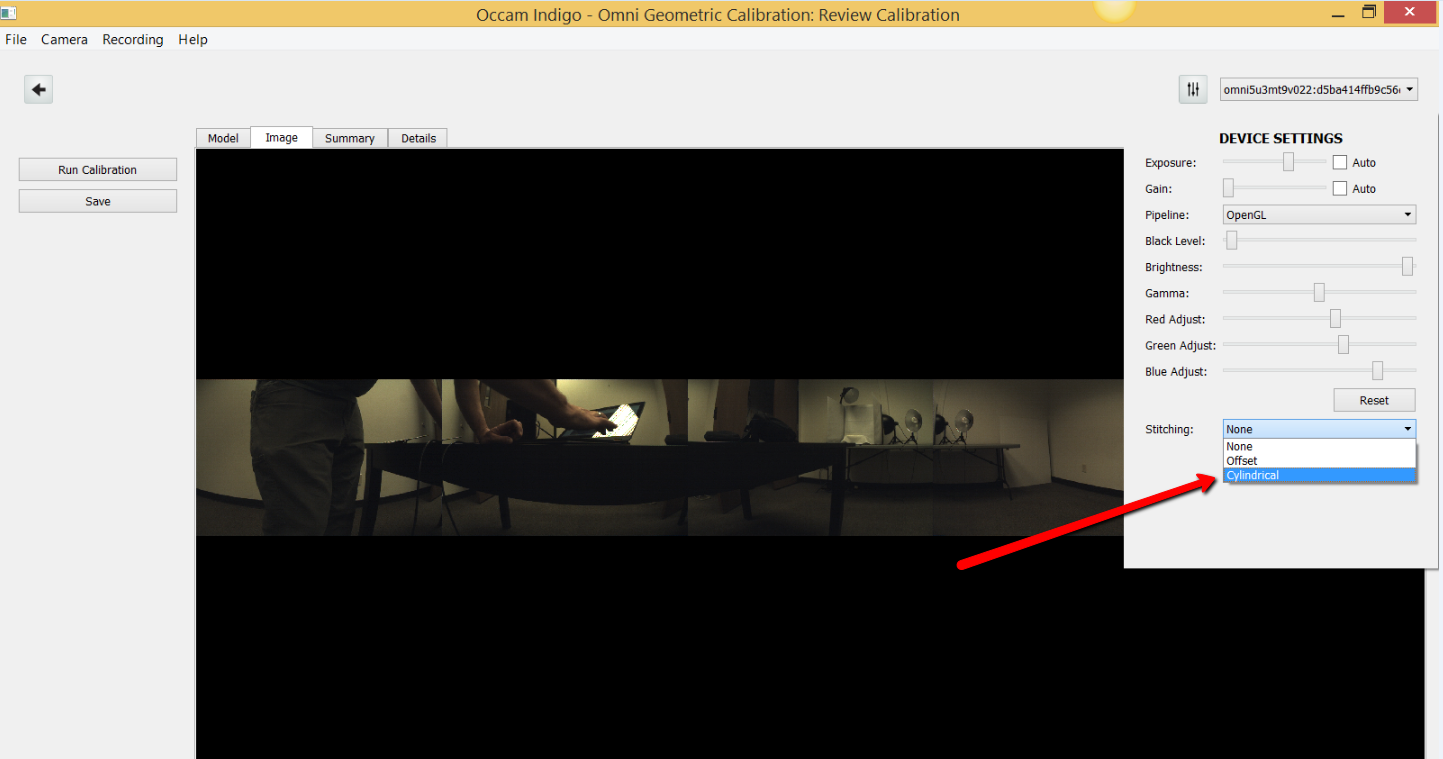 Occam Indigo - Omni Geometric Calibration: Review Calibration
File Camera Recording Help
omni5u3mt9v022:d5ba414ffb9c56
Model Image Summary Details
Run Calibration
Save
DEVICE SETTINGS
Exposure: Auto
Gain: Auto
Pipeline: OpenGL
Black Level:
Brightness:
Gamma:
Red Adjust:
Green Adjust:
Blue Adjust:
Reset
Stitching: None
None
Offset
Cylindrical